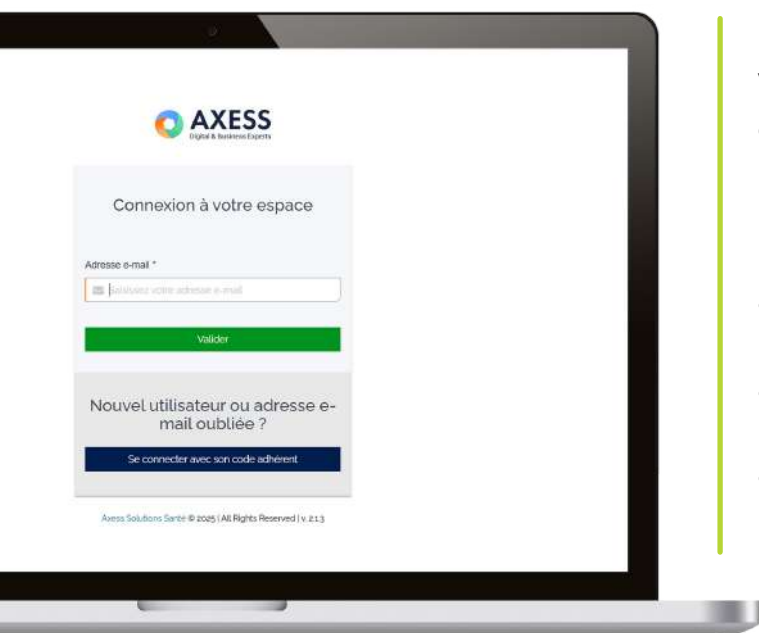 AXESS
Digital & Business Experts
Connexion à votre espace
Adresse e-mail *
Saisissez votre adresse e-mail
Valider
Nouvel utilisateur ou adresse e-
mail oubliée ?
Se connecter avec son code adhérent
Axess Solutions Santé © 2025 | All Rights Reserved | v. 2.1.3